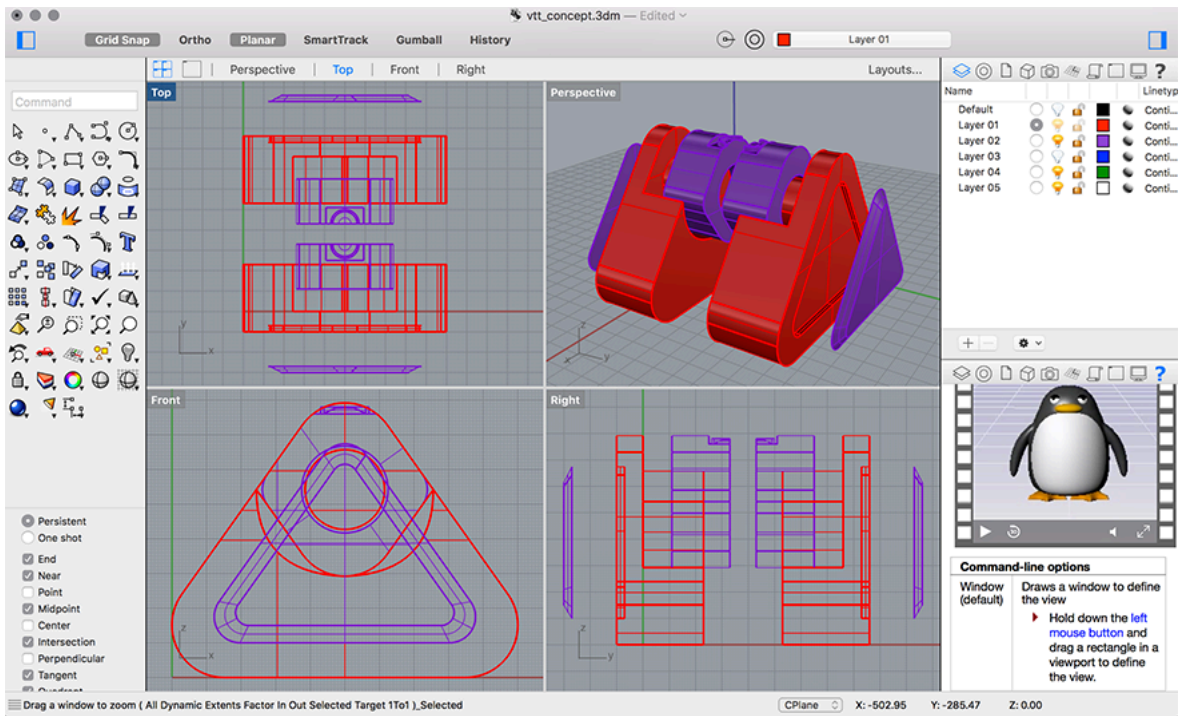 vtt_concept.3dm — Edited
Grid Snap Ortho Planar SmartTrack Gumball History Layer 01
Perspective Top Front Right Layouts...
Command
Top
Perspective
Front
Right
y
x
z
x y
z
x
z
y
Persistent
One shot
End
Near
Point
Midpoint
Center
Intersection
Perpendicular
Tangent
Quadrant
Name Linetyp
Default Conti...
Layer 01 Conti...
Layer 02 Conti...
Layer 03 Conti...
Layer 04 Conti...
Layer 05 Conti...
Command-line options
Window Draws a window to define
(default) the view
Hold down the left
mouse button and
drag a rectangle in a
viewport to define
the view.
Drag a window to zoom ( All Dynamic Extents Factor In Out Selected Target 1To1 )_Selected CPlane X: -502.95 Y: -285.47 Z: 0.00